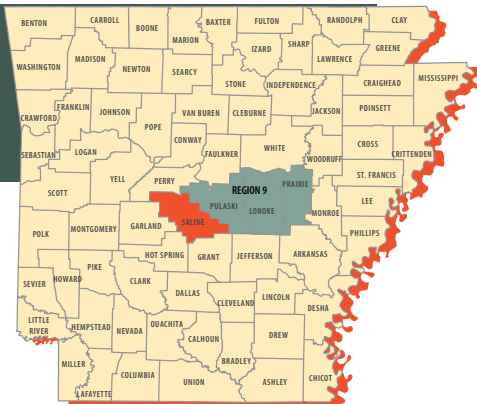 BENTON
CARROLL
BOONE
BAXTER
FULTON
RANDOLPH
CLAY
MARION
IZARD
SHARP
GREENE
WASHINGTON
MADISON
NEWTON
SEARCY
STONE
LAWRENCE
INDEPENDENCE
CRAIGHEAD
MISSISSIPPI
CRAWFORD
FRANKLIN
JOHNSON
POPE
VAN BUREN
CLEBURNE
JACKSON
POINSETT
SEBASTIAN
LOGAN
CONWAY
FAULKNER
WHITE
WOODRUFF
CROSS
CRITTENDEN
SCOTT
YELL
PERRY
REGION 9
PRAIRIE
ST. FRANCIS
LEE
POLK
MONTGOMERY
GARLAND
SALINE
PULASKI
LONOKE
MONROE
PHILLIPS
HOT SPRING
GRANT
JEFFERSON
ARKANSAS
SEVIER
HOWARD
PIKE
CLARK
DALLAS
CLEVELAND
LINCOLN
DESHA
LITTLE
RIVER
HEMPSTEAD
NEVADA
OUACHITA
CALHOUN
BRADLEY
DREW
MILLER
LAFAYETTE
COLUMBIA
UNION
ASHLEY
CHICOT